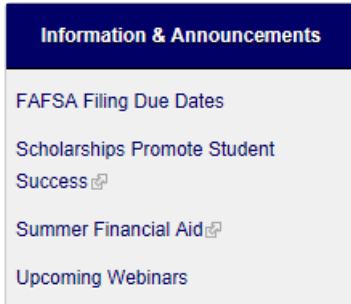 Information & Announcements
FAFSA Filing Due Dates
Scholarships Promote Student
Success
Summer Financial Aid
Upcoming Webinars